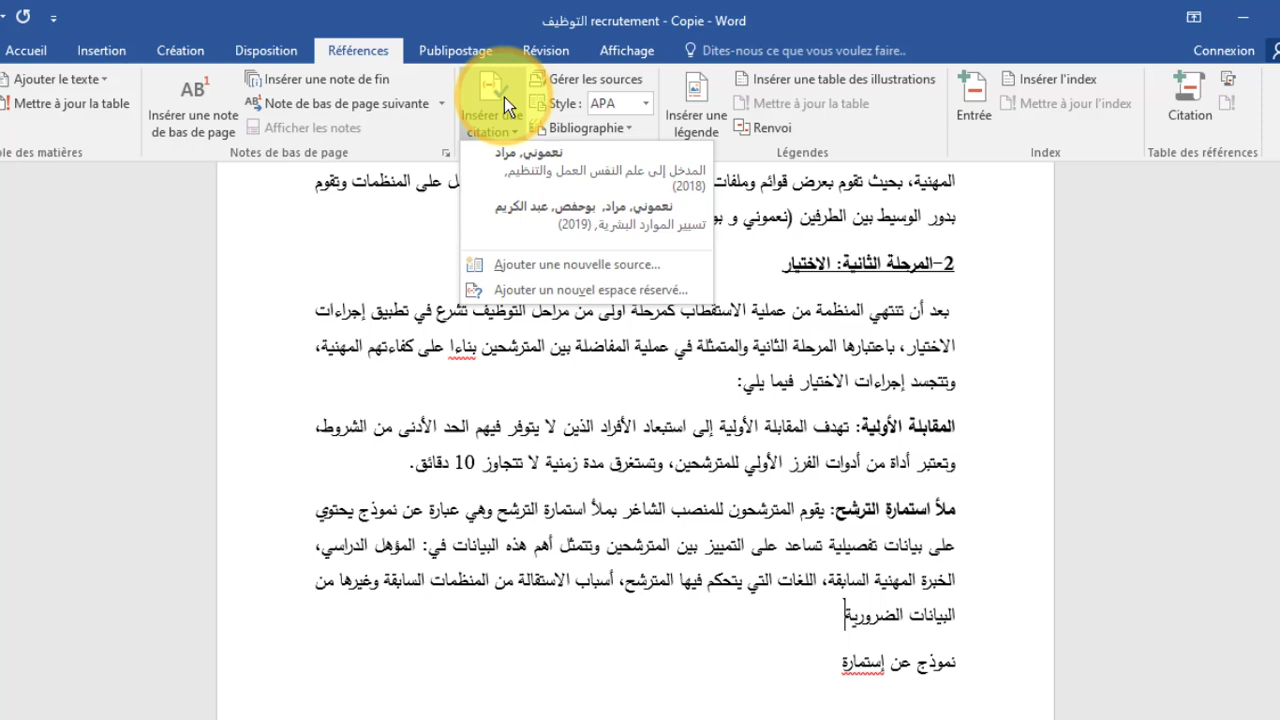 التوظيف recrutement - Copie - Word
Accueil Insertion Création Disposition Références Publipostage Révision Affichage Dites-nous ce que vous voulez faire.. Connexion
Ajouter le texte
Mettre à jour la table
le des matières
AB1
Insérer une note
de bas de page
Insérer une note de fin
AB1 Note de bas de page suivante
Afficher les notes
Notes de bas de page
Insérer une
citation
Gérer les sources
Style : APA
Bibliographie
Insérer une
légende
Insérer une table des illustrations
Mettre à jour la table
Renvoi
Légendes
Entrée
Insérer l'index
Mettre à jour l'index
Index
Citation
Table des références
نعموني, مراد
المدخل إلى علم النفس العمل والتنظيم,
(2018)
نعموني, مراد, بوحفص, عبد الكريم
تسيير الموارد البشرية, (2019)
Ajouter une nouvelle source...
Ajouter un nouvel espace réservé...
المهنية، بحيث تقوم بعرض قوائم وملفات ل على المنظمات وتقوم
بدور الوسيط بين الطرفين (نعموني و بو
2-المرحلة الثانية: الاختيار
بعد أن تنتهي المنظمة من عملية الاستقطاب كمرحلة أولى من مراحل التوظيف تشرع في تطبيق إجراءات
الاختيار، باعتبارها المرحلة الثانية والمتمثلة في عملية المفاضلة بين المترشحين بناءا على كفاءتهم المهنية،
وتتجسد إجراءات الاختيار فيما يلي:
المقابلة الأولية: تهدف المقابلة الأولية إلى استبعاد الأفراد الذين لا يتوفر فيهم الحد الأدنى من الشروط،
وتعتبر أداة من أدوات الفرز الأولي للمترشحين، وتستغرق مدة زمنية لا تتجاوز 10 دقائق.
ملأ استمارة الترشح: يقوم المترشحون للمنصب الشاغر بملأ استمارة الترشح وهي عبارة عن نموذج يحتوي
على بيانات تفصيلية تساعد على التمييز بين المترشحين وتتمثل أهم هذه البيانات في: المؤهل الدراسي،
الخبرة المهنية السابقة، اللغات التي يتحكم فيها المترشح، أسباب الاستقالة من المنظمات السابقة وغيرها من
البيانات الضرورية
نموذج عن إستمارة